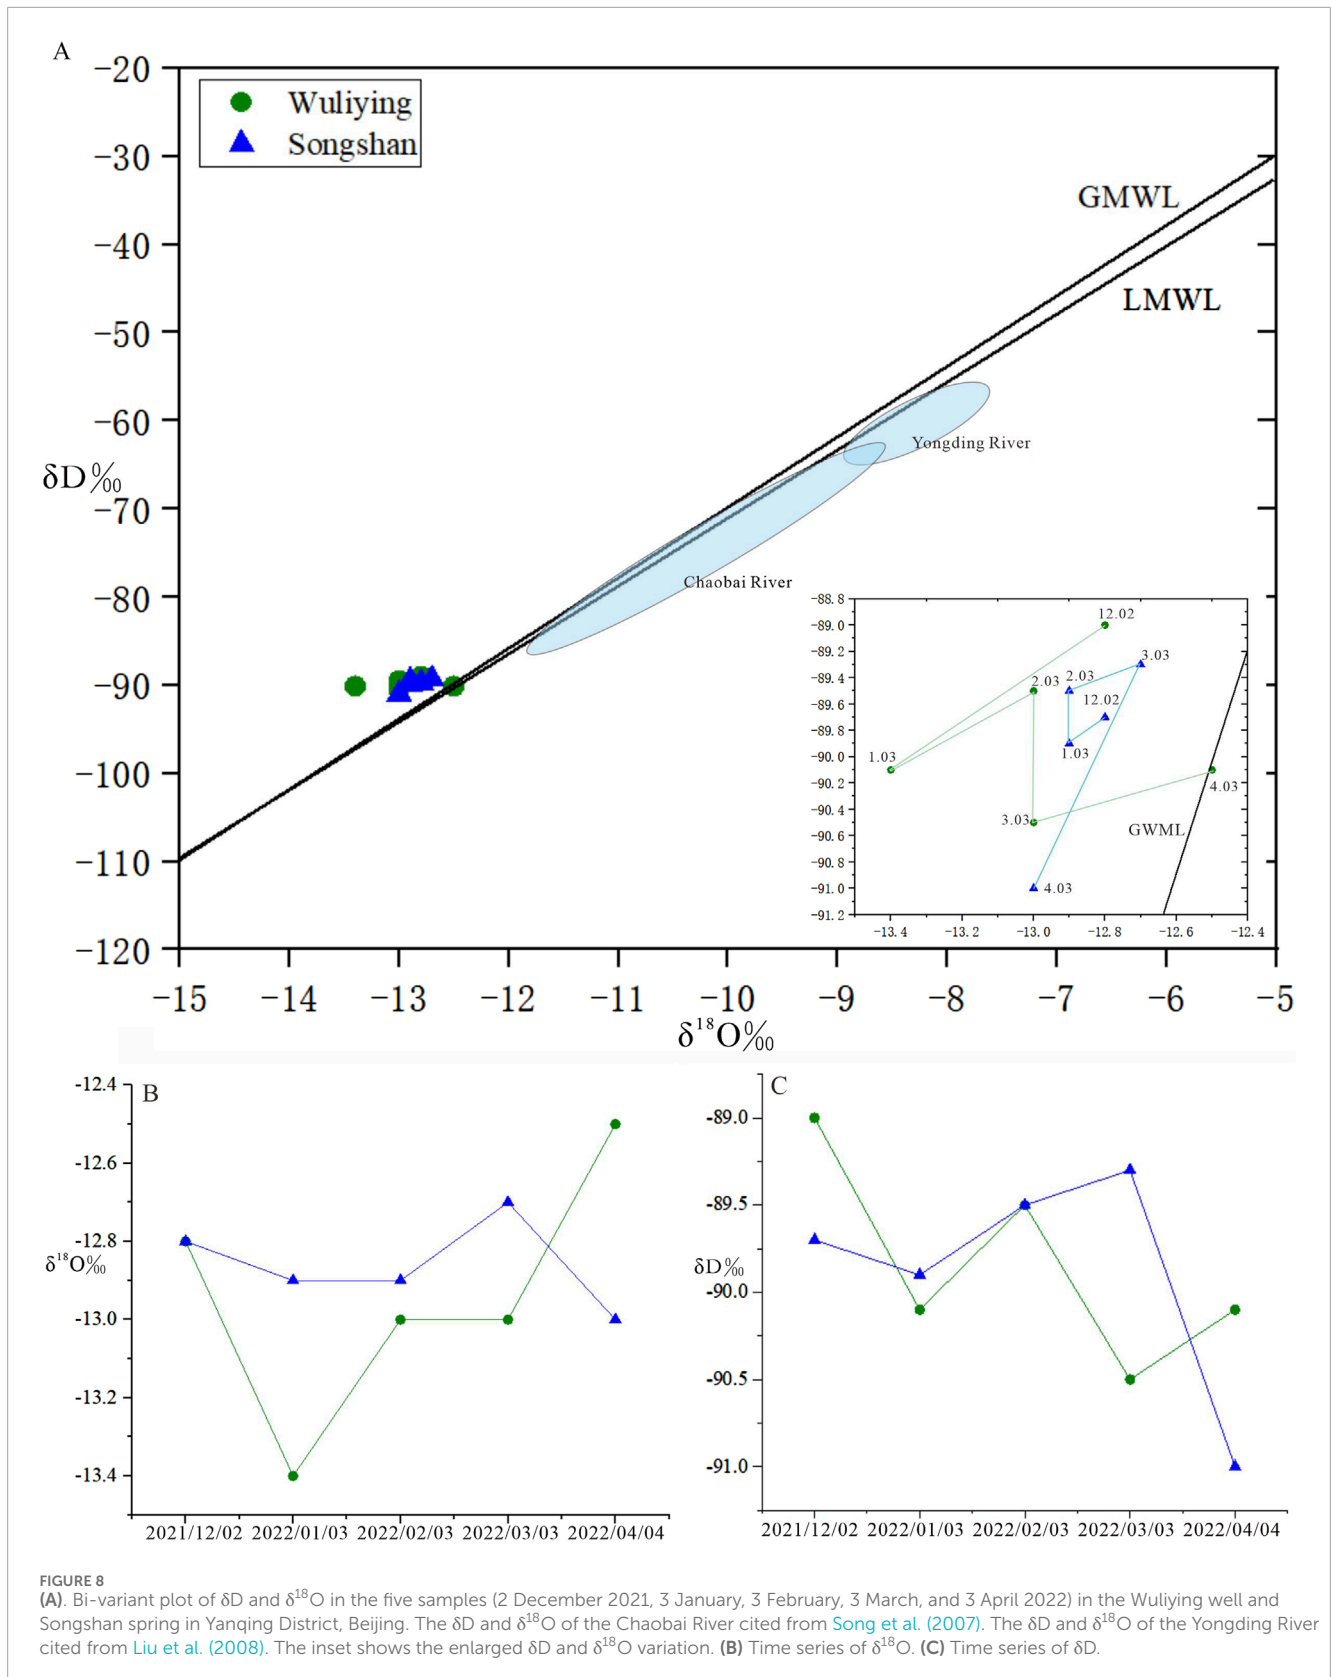 A
Wuliying
Songshan
-20
-30
-40
-50
-60
-70
-80
-90
-100
-110
-120
δD‰
GMWL
LMWL
Yongding River
Chaobai River
-88.8
-89.0
-89.2
-89.4
-89.6
-89.8
-90.0
-90.2
-90.4
-90.6
-90.8
-91.0
-91.2
12.02
3.03
2.03
2.03
12.02
1.03
1.03
4.03
3.03
GWML
4.03
-13.4 -13.2 -13.0 -12.8 -12.6 -12.4
-15 -14 -13 -12 -11 -10 -9 -8 -7 -6 -5
δ¹⁸O‰
B
-12.4
-12.6
-12.8
δ¹⁸O‰
-13.0
-13.2
-13.4
2021/12/02 2022/01/03 2022/02/03 2022/03/03 2022/04/04
C
-89.0
-89.5
δD‰
-90.0
-90.5
-91.0
2021/12/02 2022/01/03 2022/02/03 2022/03/03 2022/04/04
FIGURE 8
(A). Bi-variant plot of δD and δ¹⁸O in the five samples (2 December 2021, 3 January, 3 February, 3 March, and 3 April 2022) in the Wuliying well and
Songshan spring in Yanqing District, Beijing. The δD and δ¹⁸O of the Chaobai River cited from Song et al. (2007). The δD and δ¹⁸O of the Yongding River
cited from Liu et al. (2008). The inset shows the enlarged δD and δ¹⁸O variation. (B) Time series of δ¹⁸O. (C) Time series of δD.